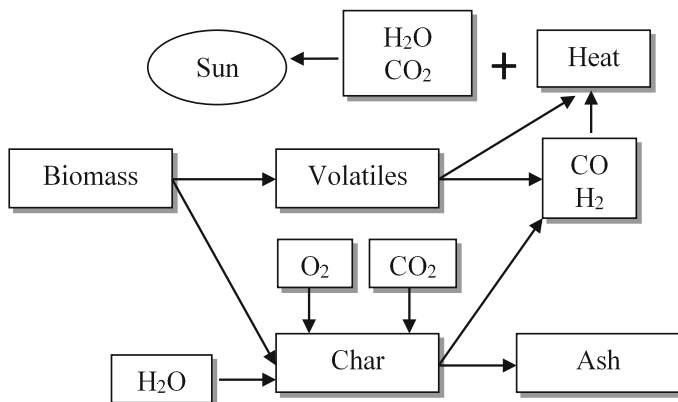 Sun
H₂O
CO₂
+
Heat
Biomass
Volatiles
CO
H₂
O₂
CO₂
Char
Ash
H₂O